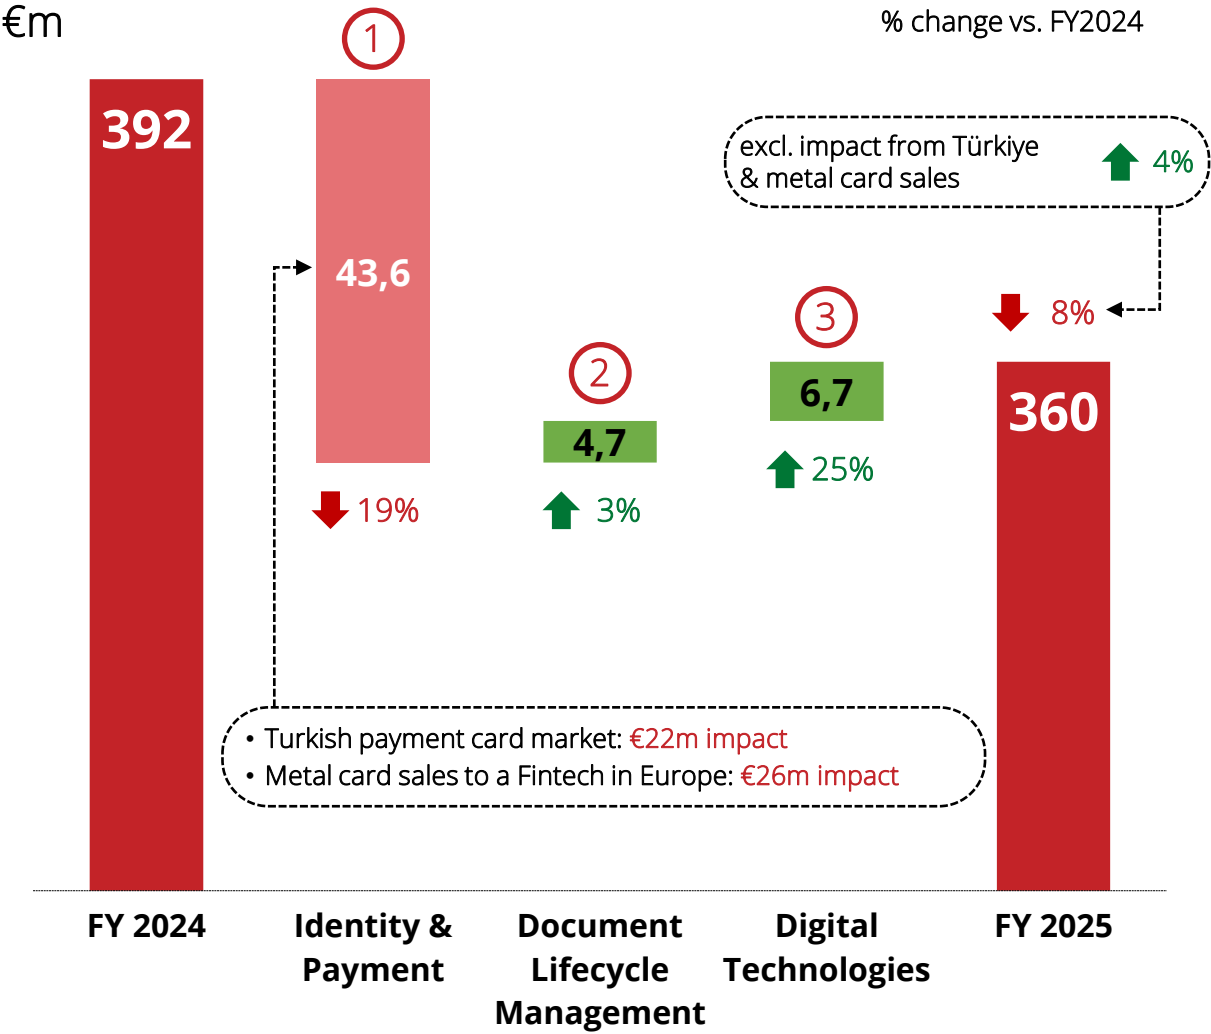 €m
% change vs. FY2024
1
392
excl. impact from Türkiye
& metal card sales
4%
43,6
3
8%
2
6,7
360
4,7
25%
19%
3%
• Turkish payment card market: €22m impact
• Metal card sales to a Fintech in Europe: €26m impact
FY 2024
Identity &
Payment
Document
Lifecycle
Management
Digital
Technologies
FY 2025